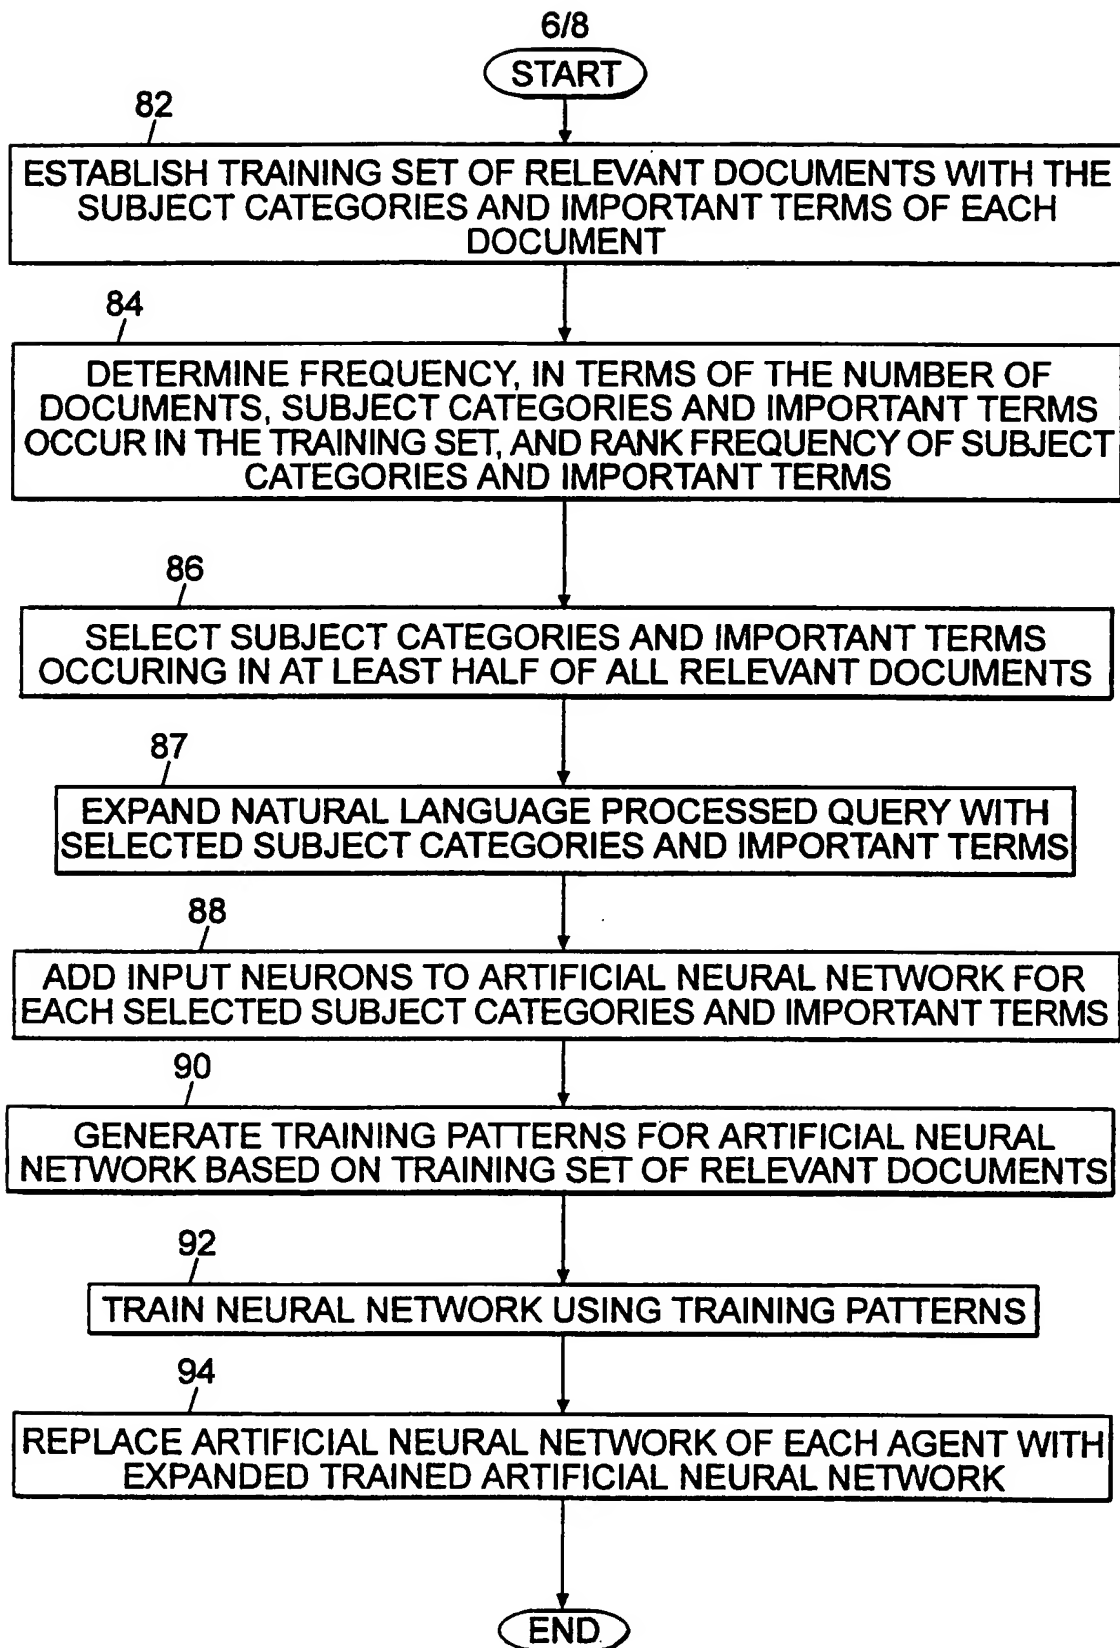 6/8
START
82
ESTABLISH TRAINING SET OF RELEVANT DOCUMENTS WITH THE
SUBJECT CATEGORIES AND IMPORTANT TERMS OF EACH
DOCUMENT
84
DETERMINE FREQUENCY, IN TERMS OF THE NUMBER OF
DOCUMENTS, SUBJECT CATEGORIES AND IMPORTANT TERMS
OCCUR IN THE TRAINING SET, AND RANK FREQUENCY OF SUBJECT
CATEGORIES AND IMPORTANT TERMS
86
SELECT SUBJECT CATEGORIES AND IMPORTANT TERMS
OCCURING IN AT LEAST HALF OF ALL RELEVANT DOCUMENTS
87
EXPAND NATURAL LANGUAGE PROCESSED QUERY WITH
SELECTED SUBJECT CATEGORIES AND IMPORTANT TERMS
88
ADD INPUT NEURONS TO ARTIFICIAL NEURAL NETWORK FOR
EACH SELECTED SUBJECT CATEGORIES AND IMPORTANT TERMS
90
GENERATE TRAINING PATTERNS FOR ARTIFICIAL NEURAL
NETWORK BASED ON TRAINING SET OF RELEVANT DOCUMENTS
92
TRAIN NEURAL NETWORK USING TRAINING PATTERNS
94
REPLACE ARTIFICIAL NEURAL NETWORK OF EACH AGENT WITH
EXPANDED TRAINED ARTIFICIAL NEURAL NETWORK
END